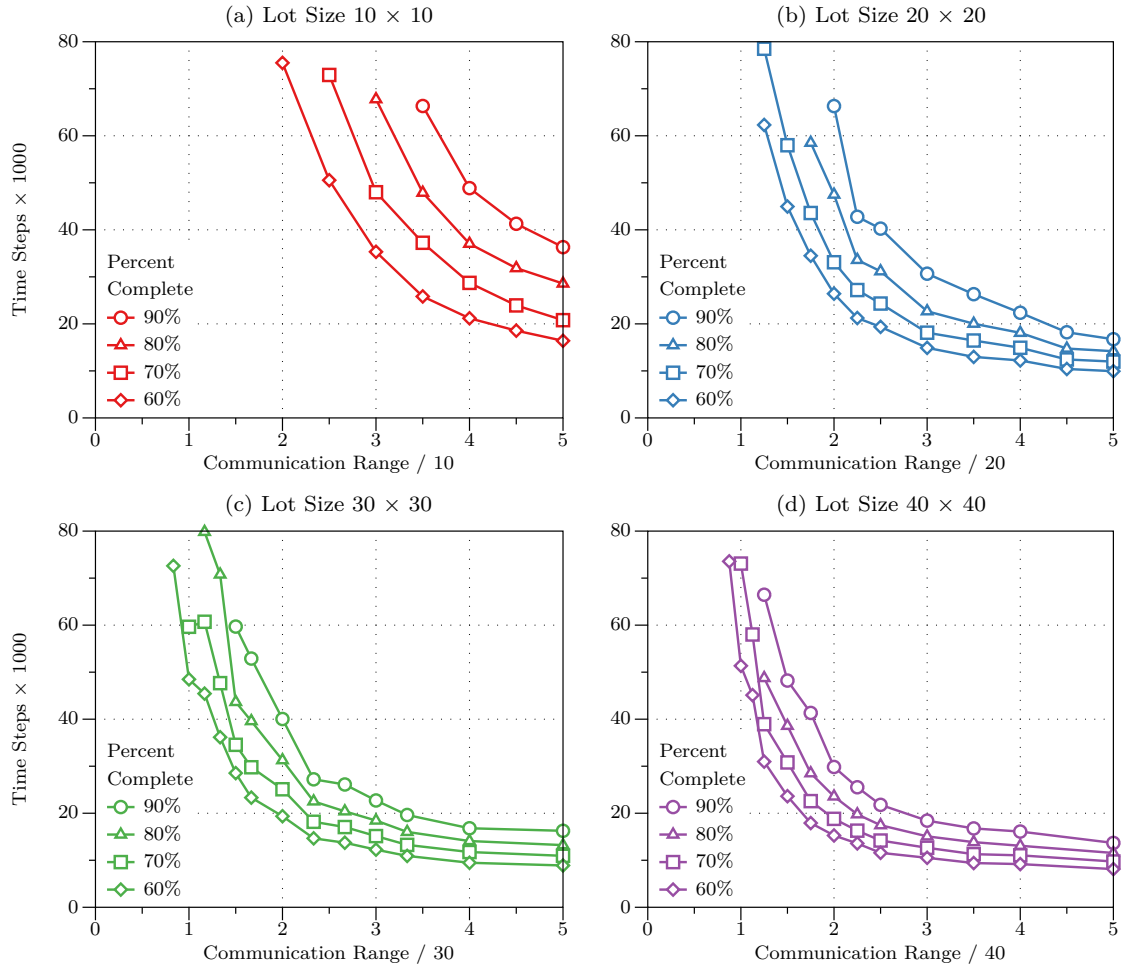 (a) Lot Size 10 × 10
80
60
40
20
0
Time Steps × 1000
Percent
Complete
90%
80%
70%
60%
0 1 2 3 4 5
Communication Range / 10
(b) Lot Size 20 × 20
80
60
40
20
0
Percent
Complete
90%
80%
70%
60%
0 1 2 3 4 5
Communication Range / 20
(c) Lot Size 30 × 30
80
60
40
20
0
Time Steps × 1000
Percent
Complete
90%
80%
70%
60%
0 1 2 3 4 5
Communication Range / 30
(d) Lot Size 40 × 40
80
60
40
20
0
Percent
Complete
90%
80%
70%
60%
0 1 2 3 4 5
Communication Range / 40